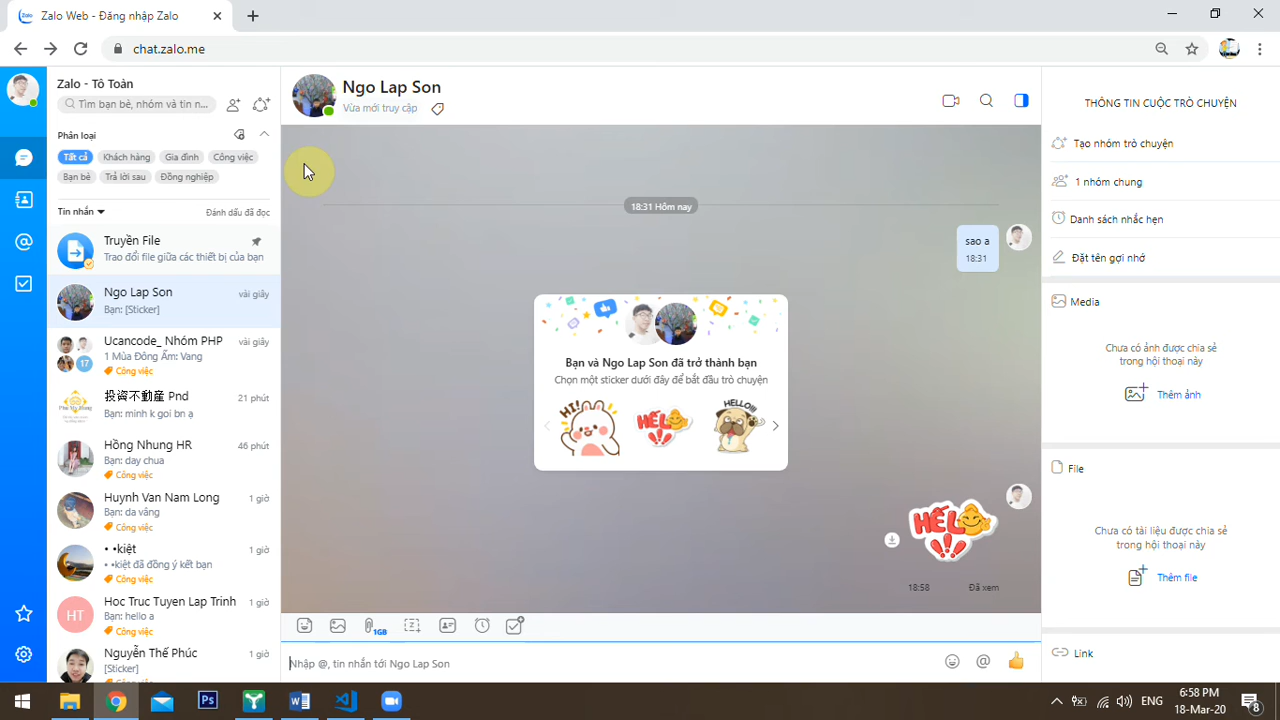 Zalo Web - Đăng nhập Zalo
chat.zalo.me
Zalo - Tô Toàn
Tìm bạn bè, nhóm và tin n...
Phân loại
Tất cả
Khách hàng
Gia đình
Công việc
Bạn bè
Trả lời sau
Đồng nghiệp
Tin nhắn
Đánh dấu đã đọc
Truyền File
Trao đổi file giữa các thiết bị của bạn
Ngo Lap Son
vài giây
Bạn: [Sticker]
Ucancode_ Nhóm PHP
vài giây
1 Mùa Đông Ấm: Vang
17
Công việc
投資不動産 Pnd
21 phút
Bạn: minh k goi bn ạ
Hồng Nhung HR
46 phút
Bạn: day chua
Công việc
Huynh Van Nam Long
1 giờ
Bạn: da vâng
Công việc
• •kiệt
1 giờ
• •kiệt đã đồng ý kết bạn
Công việc
HT
Hoc Truc Tuyen Lap Trinh
1 giờ
Bạn: hello a
Công việc
Nguyễn Thế Phúc
1 giờ
[Sticker]
Ngo Lap Son
Vừa mới truy cập
18:31 Hôm nay
sao a
18:31
Bạn và Ngo Lap Son đã trở thành bạn
Chọn một sticker dưới đây để bắt đầu trò chuyện
HI!
HÉL !!
HELLO!!!
HÉL !!
18:58
Đã xem
1GB
Nhập @, tin nhắn tới Ngo Lap Son
THÔNG TIN CUỘC TRÒ CHUYỆN
Tạo nhóm trò chuyện
1 nhóm chung
Danh sách nhắc hẹn
Đặt tên gợi nhớ
Media
Chưa có ảnh được chia sẻ
trong hội thoại này
Thêm ảnh
File
Chưa có tài liệu được chia sẻ
trong hội thoại này
Thêm file
Link
ENG
6:58 PM
18-Mar-20
8